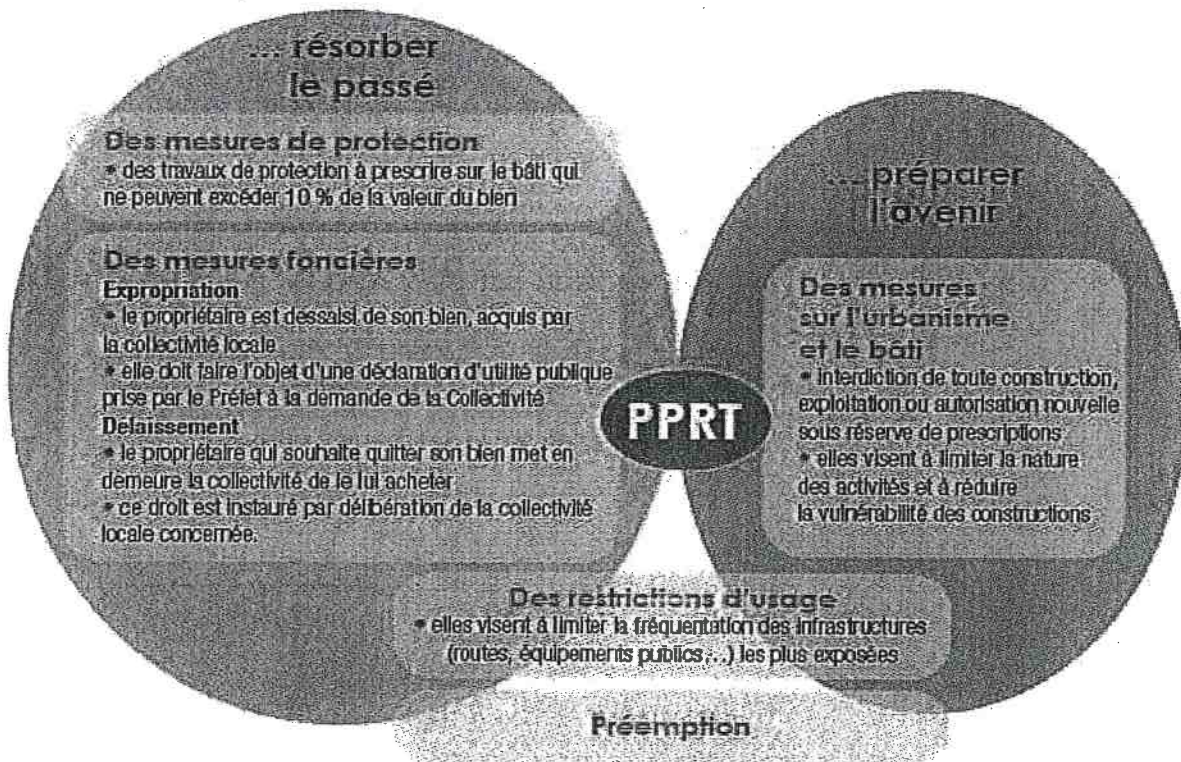 ... résorber
le passé
Des mesures de protection
• des travaux de protection à prescrire sur le bâti qui
ne peuvent excéder 10 % de la valeur du bien
Des mesures foncières
Expropriation
• le propriétaire est dessaisi de son bien, acquis par
la collectivité locale
• elle doit faire l'objet d'une déclaration d'utilité publique
prise par le Préfet à la demande de la Collectivité
Délaissement
• le propriétaire qui souhaite quitter son bien met en
demeure la collectivité de le lui acheter
• ce droit est instauré par délibération de la collectivité
locale concernée.
PPRT
... préparer
l'avenir
Des mesures
sur l'urbanisme
et le bâti
• interdiction de toute construction,
exploitation ou autorisation nouvelle
sous réserve de prescriptions
• elles visent à limiter la nature
des activités et à réduire
la vulnérabilité des constructions
Des restrictions d'usage
• elles visent à limiter la fréquentation des infrastructures
(routes, équipements publics,...) les plus exposées
Préemption